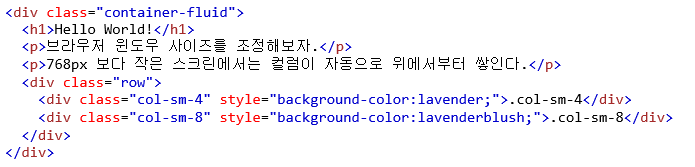 <div class="container-fluid">
  <h1>Hello World!</h1>
  <p>브라우저 윈도우 사이즈를 조정해보자.</p>
  <p>768px 보다 작은 스크린에서는 컬럼이 자동으로 위에서부터 쌓인다.</p>
  <div class="row">
    <div class="col-sm-4" style="background-color:lavender;">.col-sm-4</div>
    <div class="col-sm-8" style="background-color:lavenderblush;">.col-sm-8</div>
  </div>
</div>